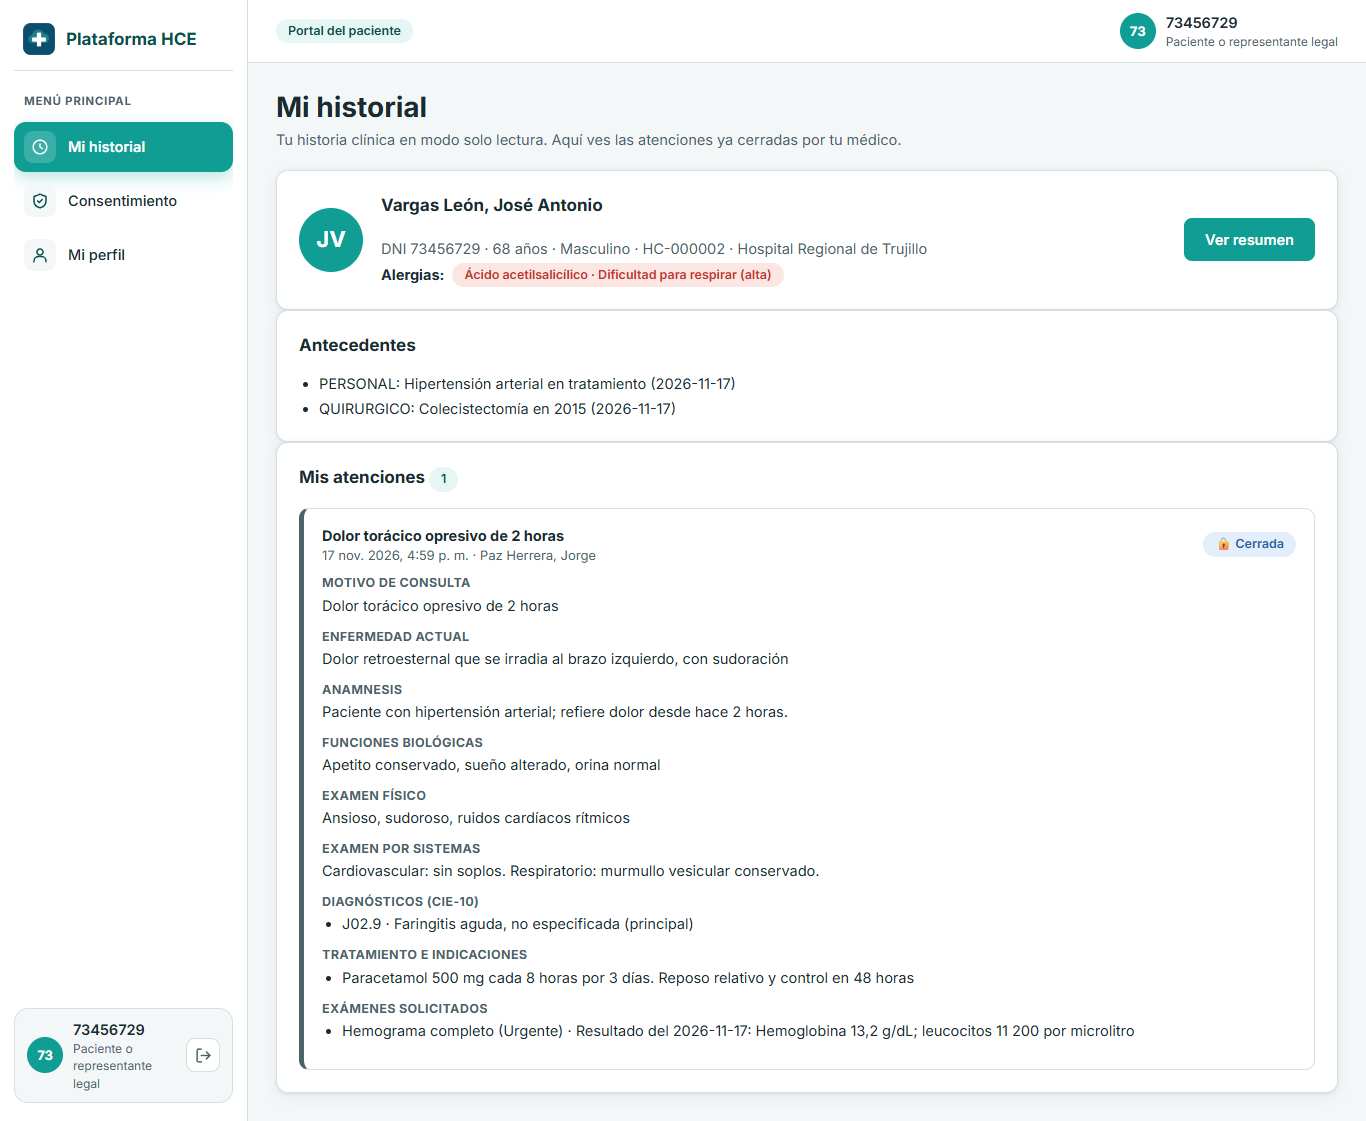 Plataforma HCE
MENÚ PRINCIPAL
Mi historial
Consentimiento
Mi perfil
73
73456729
Paciente o
representante
legal
Portal del paciente
73
73456729
Paciente o representante legal
Mi historial
Tu historia clínica en modo solo lectura. Aquí ves las atenciones ya cerradas por tu médico.
JV
Vargas León, José Antonio
DNI 73456729 · 68 años · Masculino · HC-000002 · Hospital Regional de Trujillo
Alergias: Ácido acetilsalicílico · Dificultad para respirar (alta)
Ver resumen
Antecedentes
• PERSONAL: Hipertensión arterial en tratamiento (2026-11-17)
• QUIRURGICO: Colecistectomía en 2015 (2026-11-17)
Mis atenciones 1
Dolor torácico opresivo de 2 horas
17 nov. 2026, 4:59 p. m. · Paz Herrera, Jorge
🔒 Cerrada
MOTIVO DE CONSULTA
Dolor torácico opresivo de 2 horas
ENFERMEDAD ACTUAL
Dolor retroesternal que se irradia al brazo izquierdo, con sudoración
ANAMNESIS
Paciente con hipertensión arterial; refiere dolor desde hace 2 horas.
FUNCIONES BIOLÓGICAS
Apetito conservado, sueño alterado, orina normal
EXAMEN FÍSICO
Ansioso, sudoroso, ruidos cardíacos rítmicos
EXAMEN POR SISTEMAS
Cardiovascular: sin soplos. Respiratorio: murmullo vesicular conservado.
DIAGNÓSTICOS (CIE-10)
• J02.9 · Faringitis aguda, no especificada (principal)
TRATAMIENTO E INDICACIONES
• Paracetamol 500 mg cada 8 horas por 3 días. Reposo relativo y control en 48 horas
EXÁMENES SOLICITADOS
• Hemograma completo (Urgente) · Resultado del 2026-11-17: Hemoglobina 13,2 g/dL; leucocitos 11 200 por microlitro